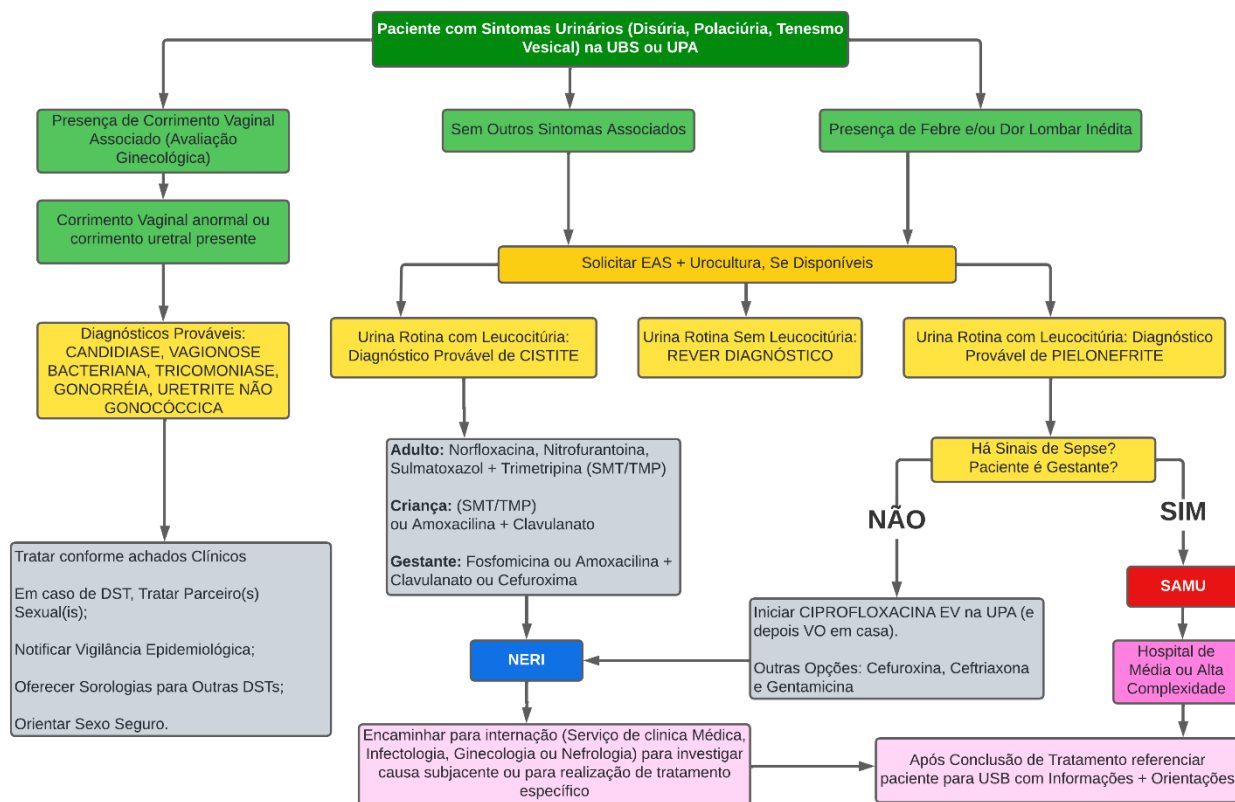 Paciente com Sintomas Urinários (Disúria, Polaciúria, Tenesmo
Vesical) na UBS ou UPA
Presença de Corrimento Vaginal
Associado (Avaliação
Ginecológica)
Sem Outros Sintomas Associados
Presença de Febre e/ou Dor Lombar Inédita
Corrimento Vaginal anormal ou
corrimento uretral presente
Solicitar EAS + Urocultura, Se Disponíveis
Diagnósticos Prováveis:
CANDIDIASE, VAGIONOSE
BACTERIANA, TRICOMONIASE,
GONORRÉIA, URETRITE NÃO
GONOCÓCCICA
Urina Rotina com Leucocitúria:
Diagnóstico Provável de CISTITE
Urina Rotina Sem Leucocitúria:
REVER DIAGNÓSTICO
Urina Rotina com Leucocitúria: Diagnóstico
Provável de PIELONEFRITE
Adulto: Norfloxacina, Nitrofurantoina,
Sulmatoxazol + Trimetripina (SMT/TMP)
Criança: (SMT/TMP)
ou Amoxacilina + Clavulanato
Gestante: Fosfomicina ou Amoxacilina +
Clavulanato ou Cefuroxima
Há Sinais de Sepse?
Paciente é Gestante?
NÃO
SIM
Tratar conforme achados Clínicos
Em caso de DST, Tratar Parceiro(s)
Sexual(is);
Notificar Vigilância Epidemiológica;
Oferecer Sorologias para Outras DSTs;
Orientar Sexo Seguro.
SAMU
Iniciar CIPROFLOXACINA EV na UPA (e
depois VO em casa).
Outras Opções: Cefuroxina, Ceftriaxona
e Gentamicina
NERI
Hospital de
Média ou Alta
Complexidade
Encaminhar para internação (Serviço de clinica Médica,
Infectologia, Ginecologia ou Nefrologia) para investigar
causa subjacente ou para realização de tratamento
específico
Após Conclusão de Tratamento referenciar
paciente para USB com Informações + Orientações